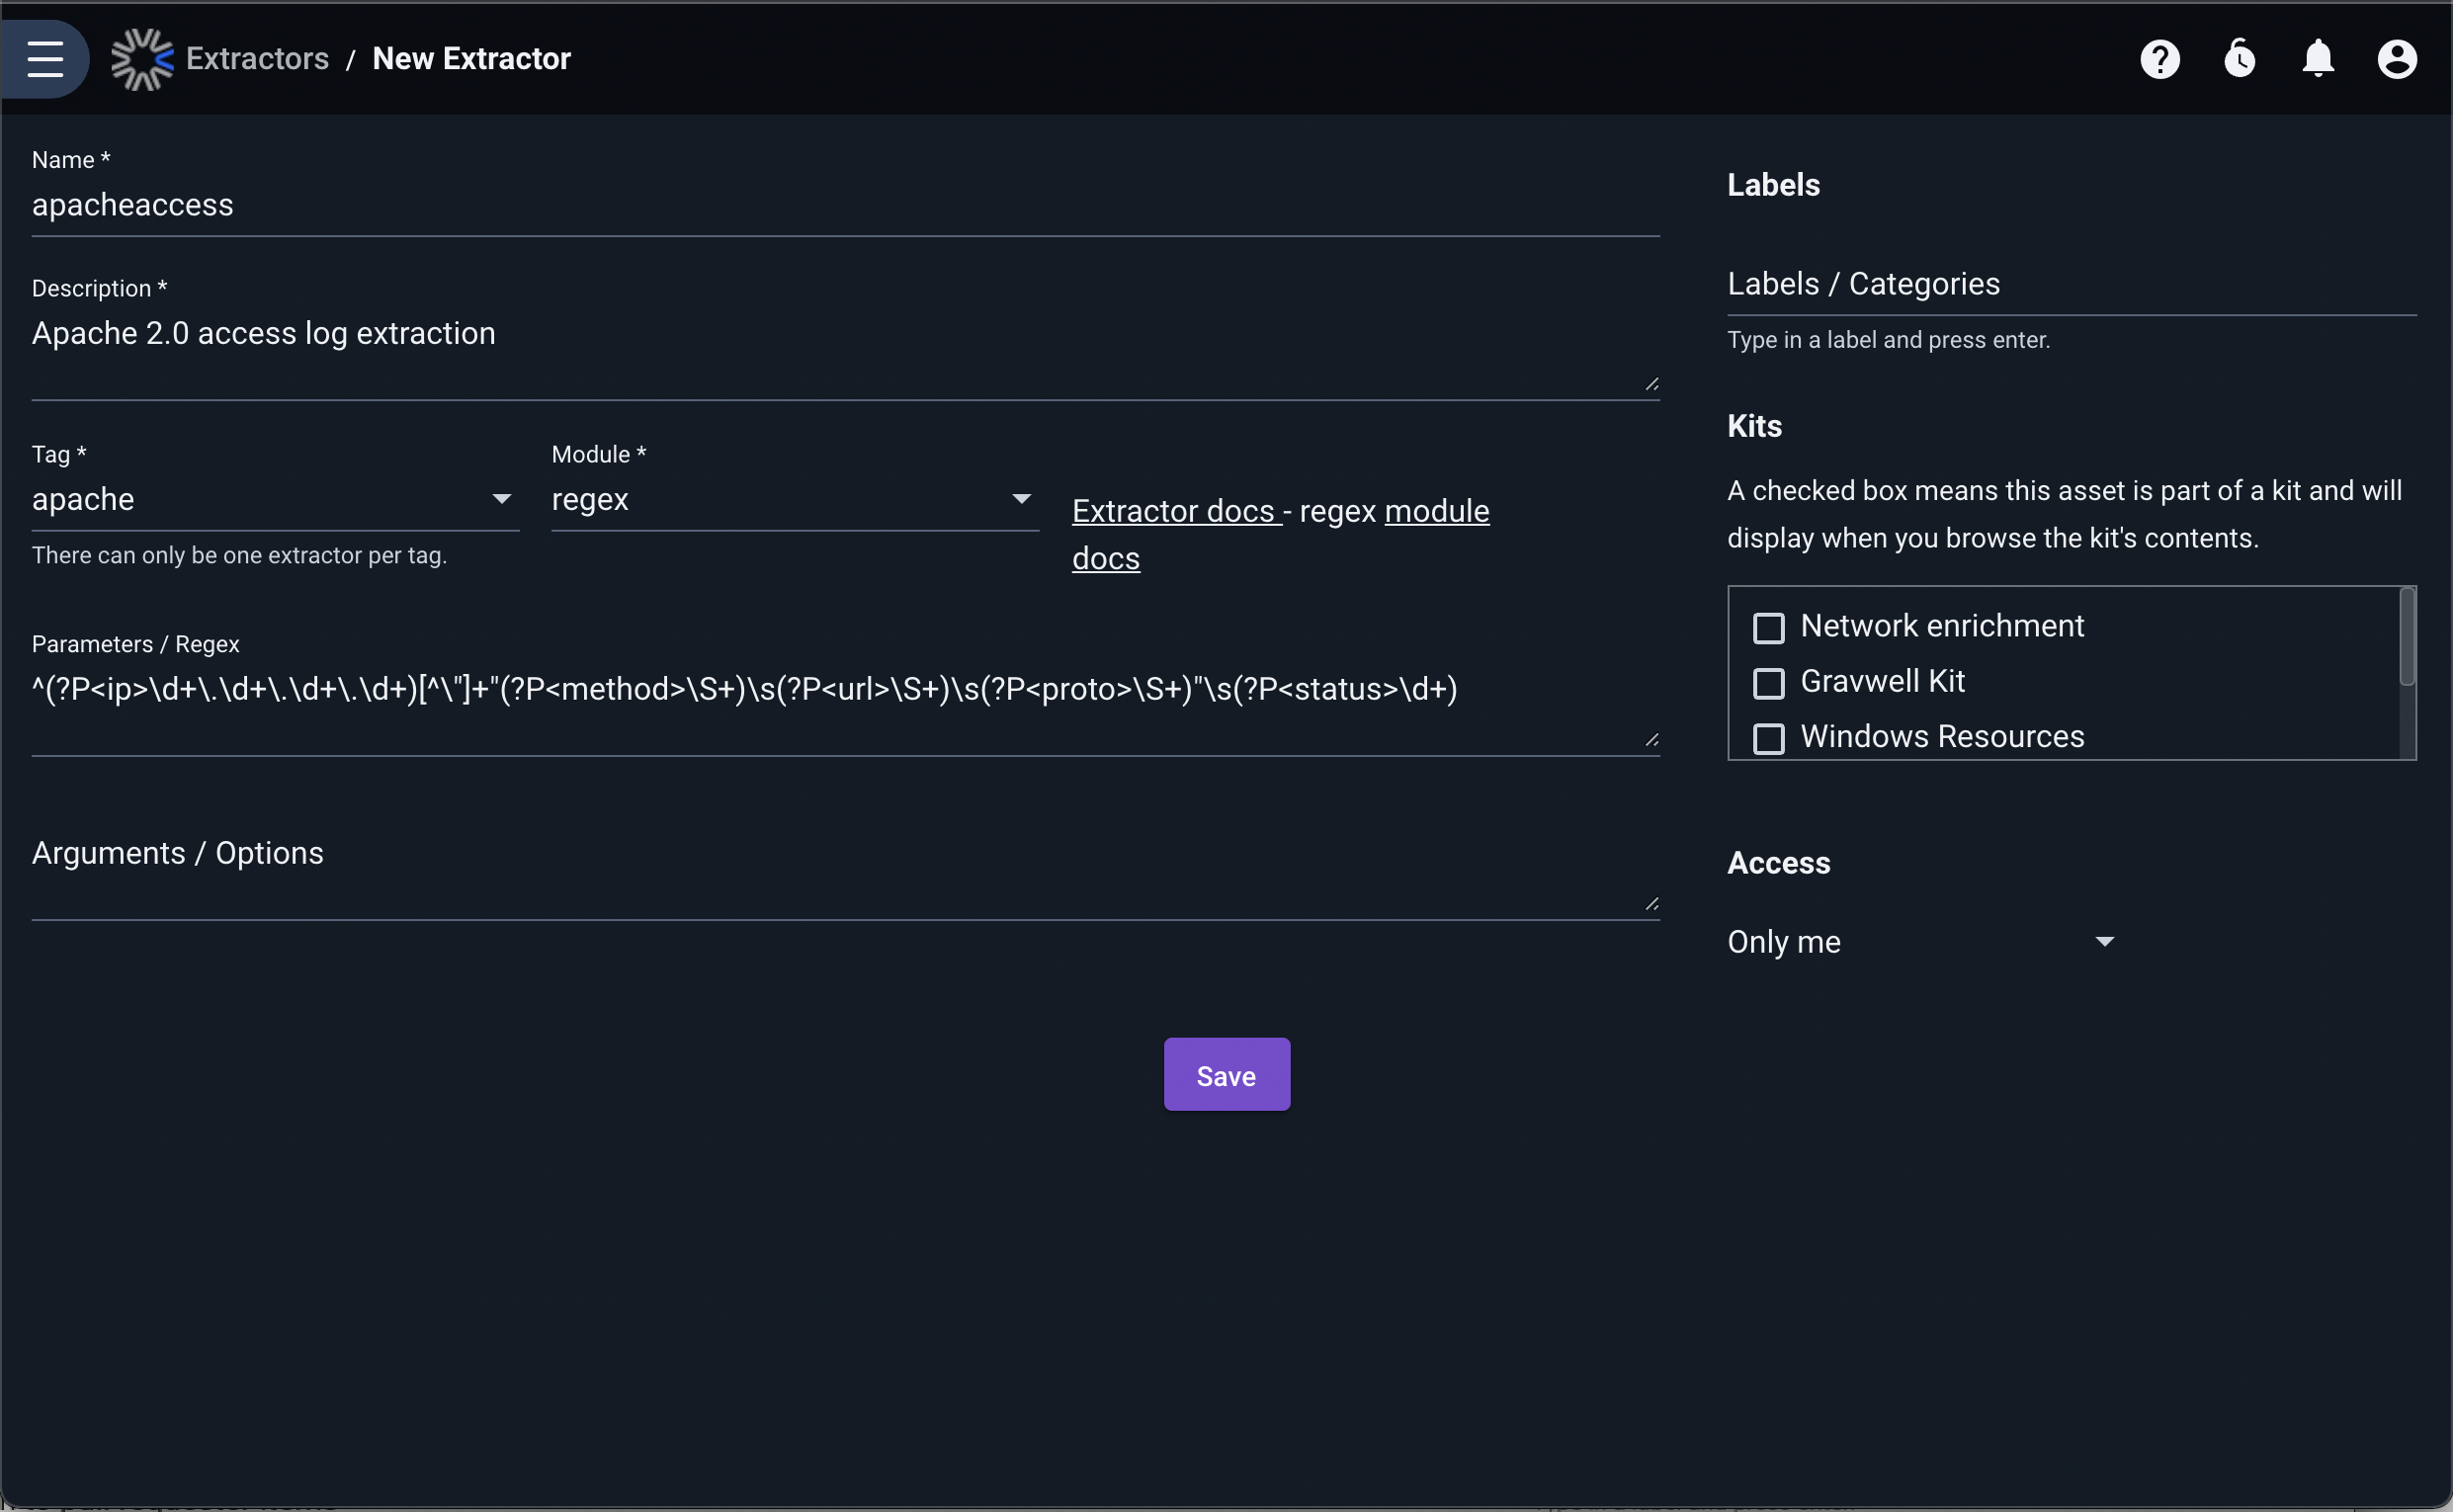 Extractors / New Extractor
Name *
apacheaccess
Description *
Apache 2.0 access log extraction
Tag *
apache
There can only be one extractor per tag.
Module *
regex
Extractor docs - regex module
docs
Parameters / Regex
^(?P<ip>\d+\.\d+\.\d+\.\d+)[^\"]+"(?P<method>\S+)\s(?P<url>\S+)\s(?P<proto>\S+)"\s(?P<status>\d+)
Arguments / Options
Labels
Labels / Categories
Type in a label and press enter.
Kits
A checked box means this asset is part of a kit and will
display when you browse the kit's contents.
Network enrichment
Gravwell Kit
Windows Resources
Access
Only me
Save